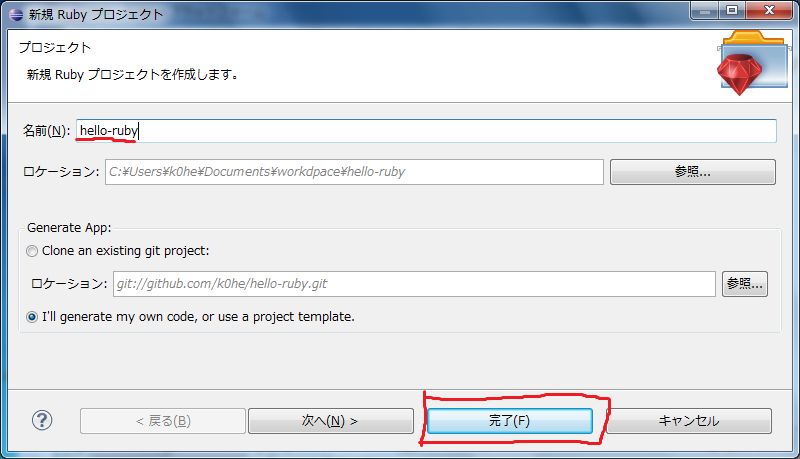 新規 Ruby プロジェクト
プロジェクト
新規 Ruby プロジェクトを作成します。
名前(N): hello-ruby
ロケーション: C:¥Users¥k0he¥Documents¥workdpace¥hello-ruby 参照...
Generate App:
Clone an existing git project:
ロケーション: git://github.com/k0he/hello-ruby.git 参照...
I'll generate my own code, or use a project template.
? < 戻る(B) 次へ(N) > 完了(F) キャンセル